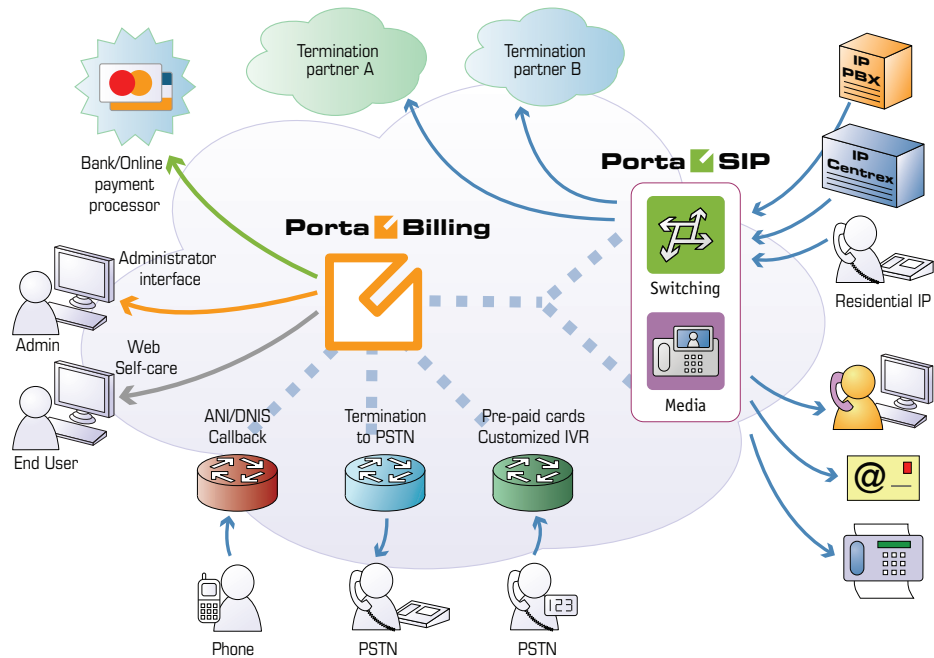 Termination
partner A
Termination
partner B
IP
PBX
IP
Centrex
Bank/Online
payment
processor
Porta SIP
Porta Billing
Administrator
interface
Switching
Residential IP
Admin
Web
Self-care
Media
End User
ANI/DNIS
Callback
Termination
to PSTN
Pre-paid cards
Customized IVR
@
123
Phone
PSTN
PSTN